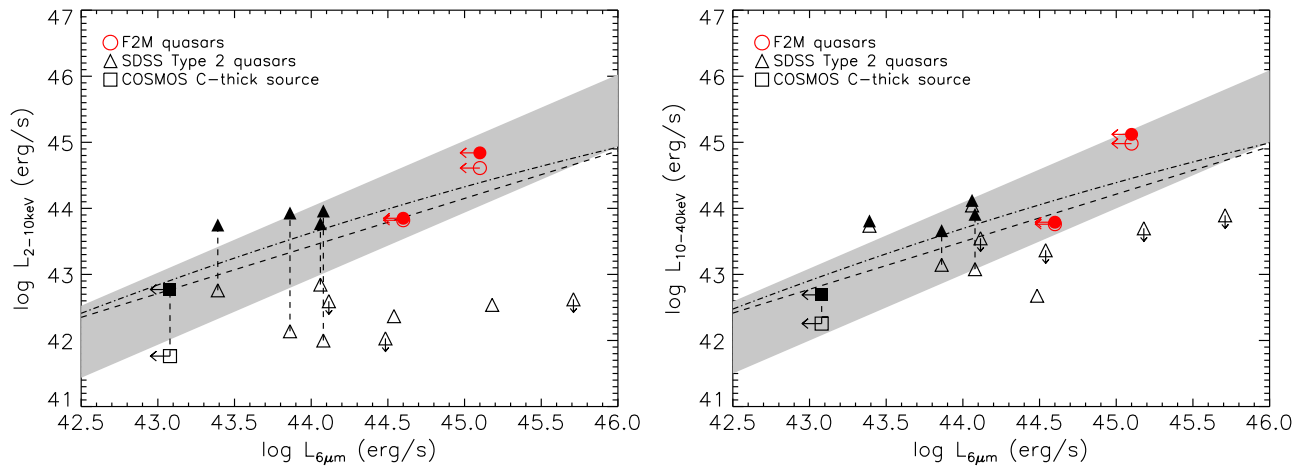 47
46
45
44
43
42
41
log L2−10keV (erg/s)
○ F2M quasars
△ SDSS Type 2 quasars
□ COSMOS C−thick source
42.5 43.0 43.5 44.0 44.5 45.0 45.5 46.0
log L6μm (erg/s)
47
46
45
44
43
42
41
log L10−40keV (erg/s)
○ F2M quasars
△ SDSS Type 2 quasars
□ COSMOS C−thick source
42.5 43.0 43.5 44.0 44.5 45.0 45.5 46.0
log L6μm (erg/s)